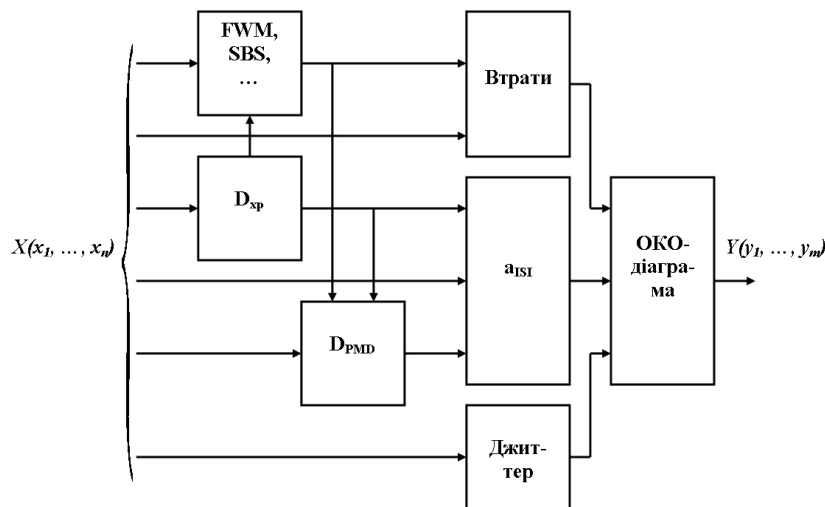 FWM,
SBS,
…
Втрати
Dхр
X(x1, …, xn)
aISI
ОКО-
діагра-
ма
Y(y1, …, ym)
DPMD
Джит-
тер